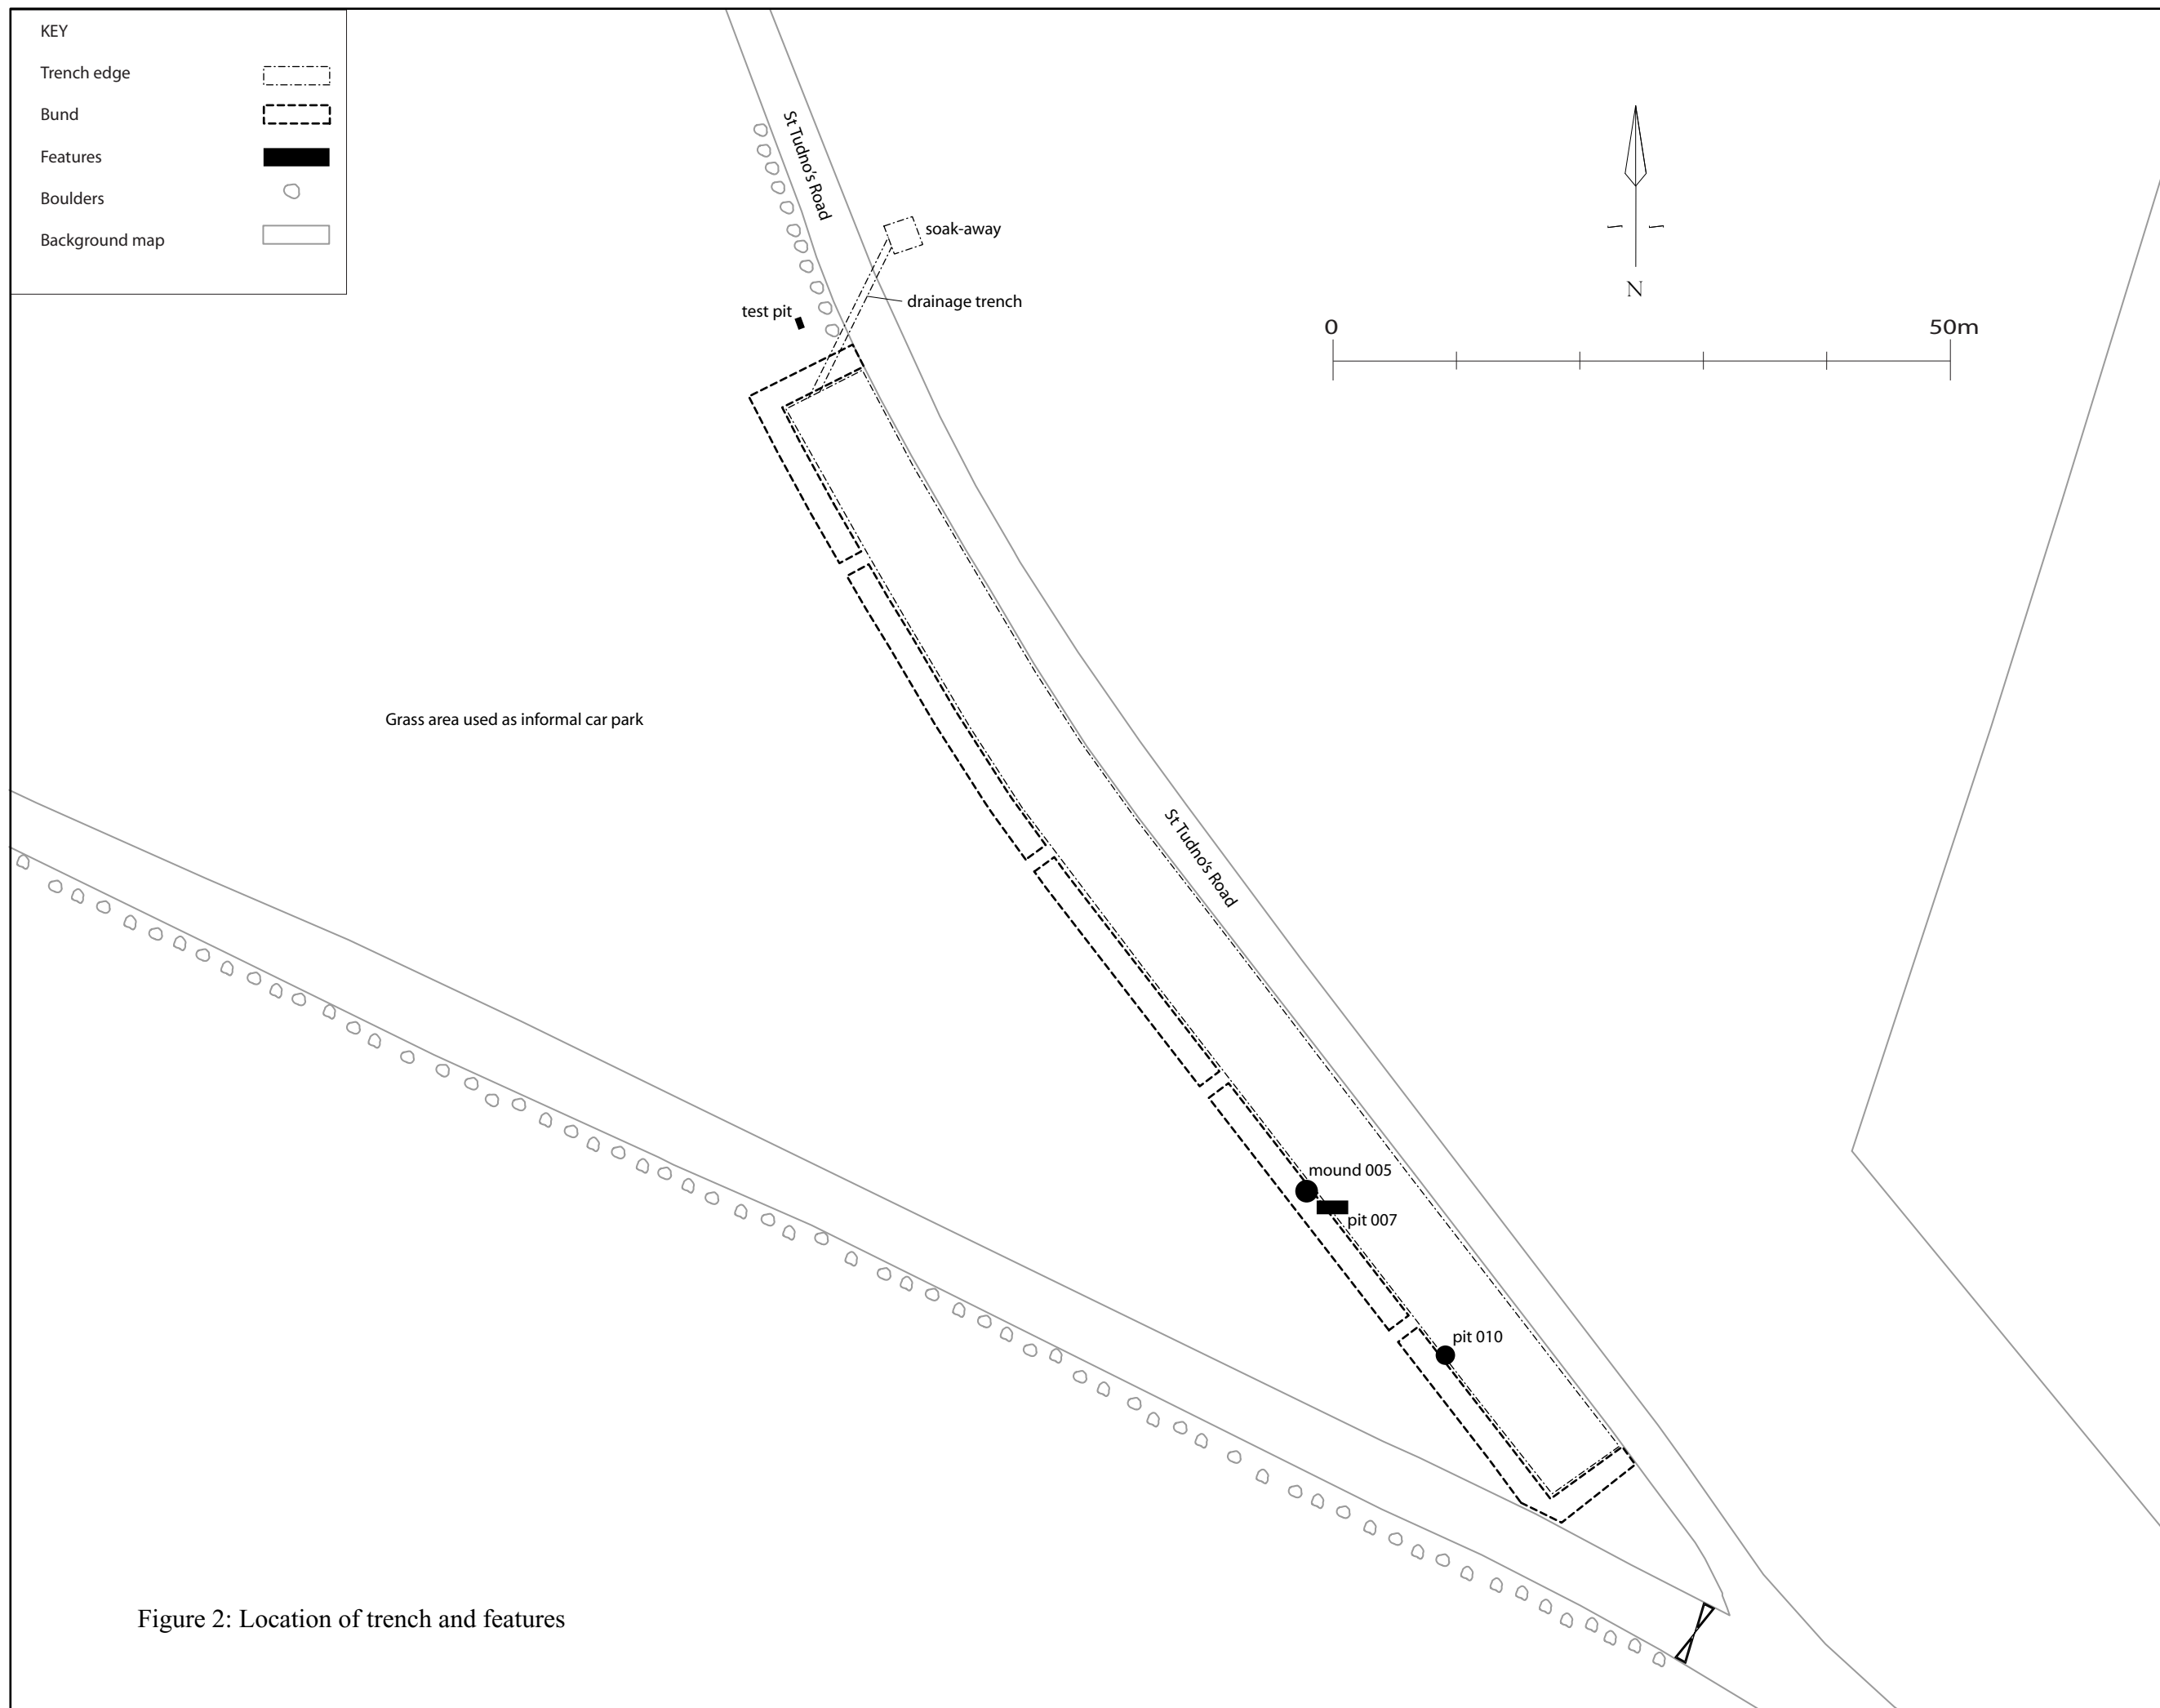 KEY
Trench edge
Bund
Features
Boulders
Background map
St Tudno's Road
soak-away
drainage trench
test pit
N
0
50m
Grass area used as informal car park
St Tudno's Road
mound 005
pit 007
pit 010
Figure 2: Location of trench and features